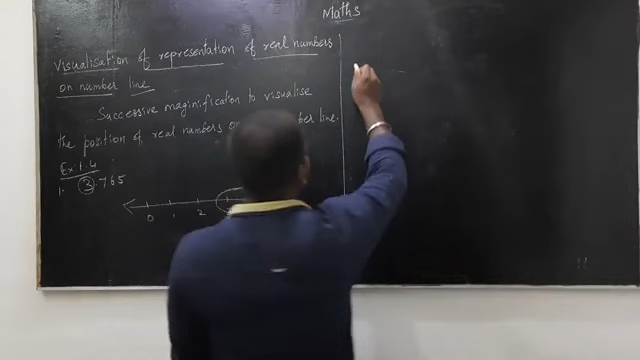 Maths
Visualisation of representation of real numbers
on number line
Successive maginification to visualise
the position of real numbers on number line.
Ex 1.4
1. 3.765
0 1 2